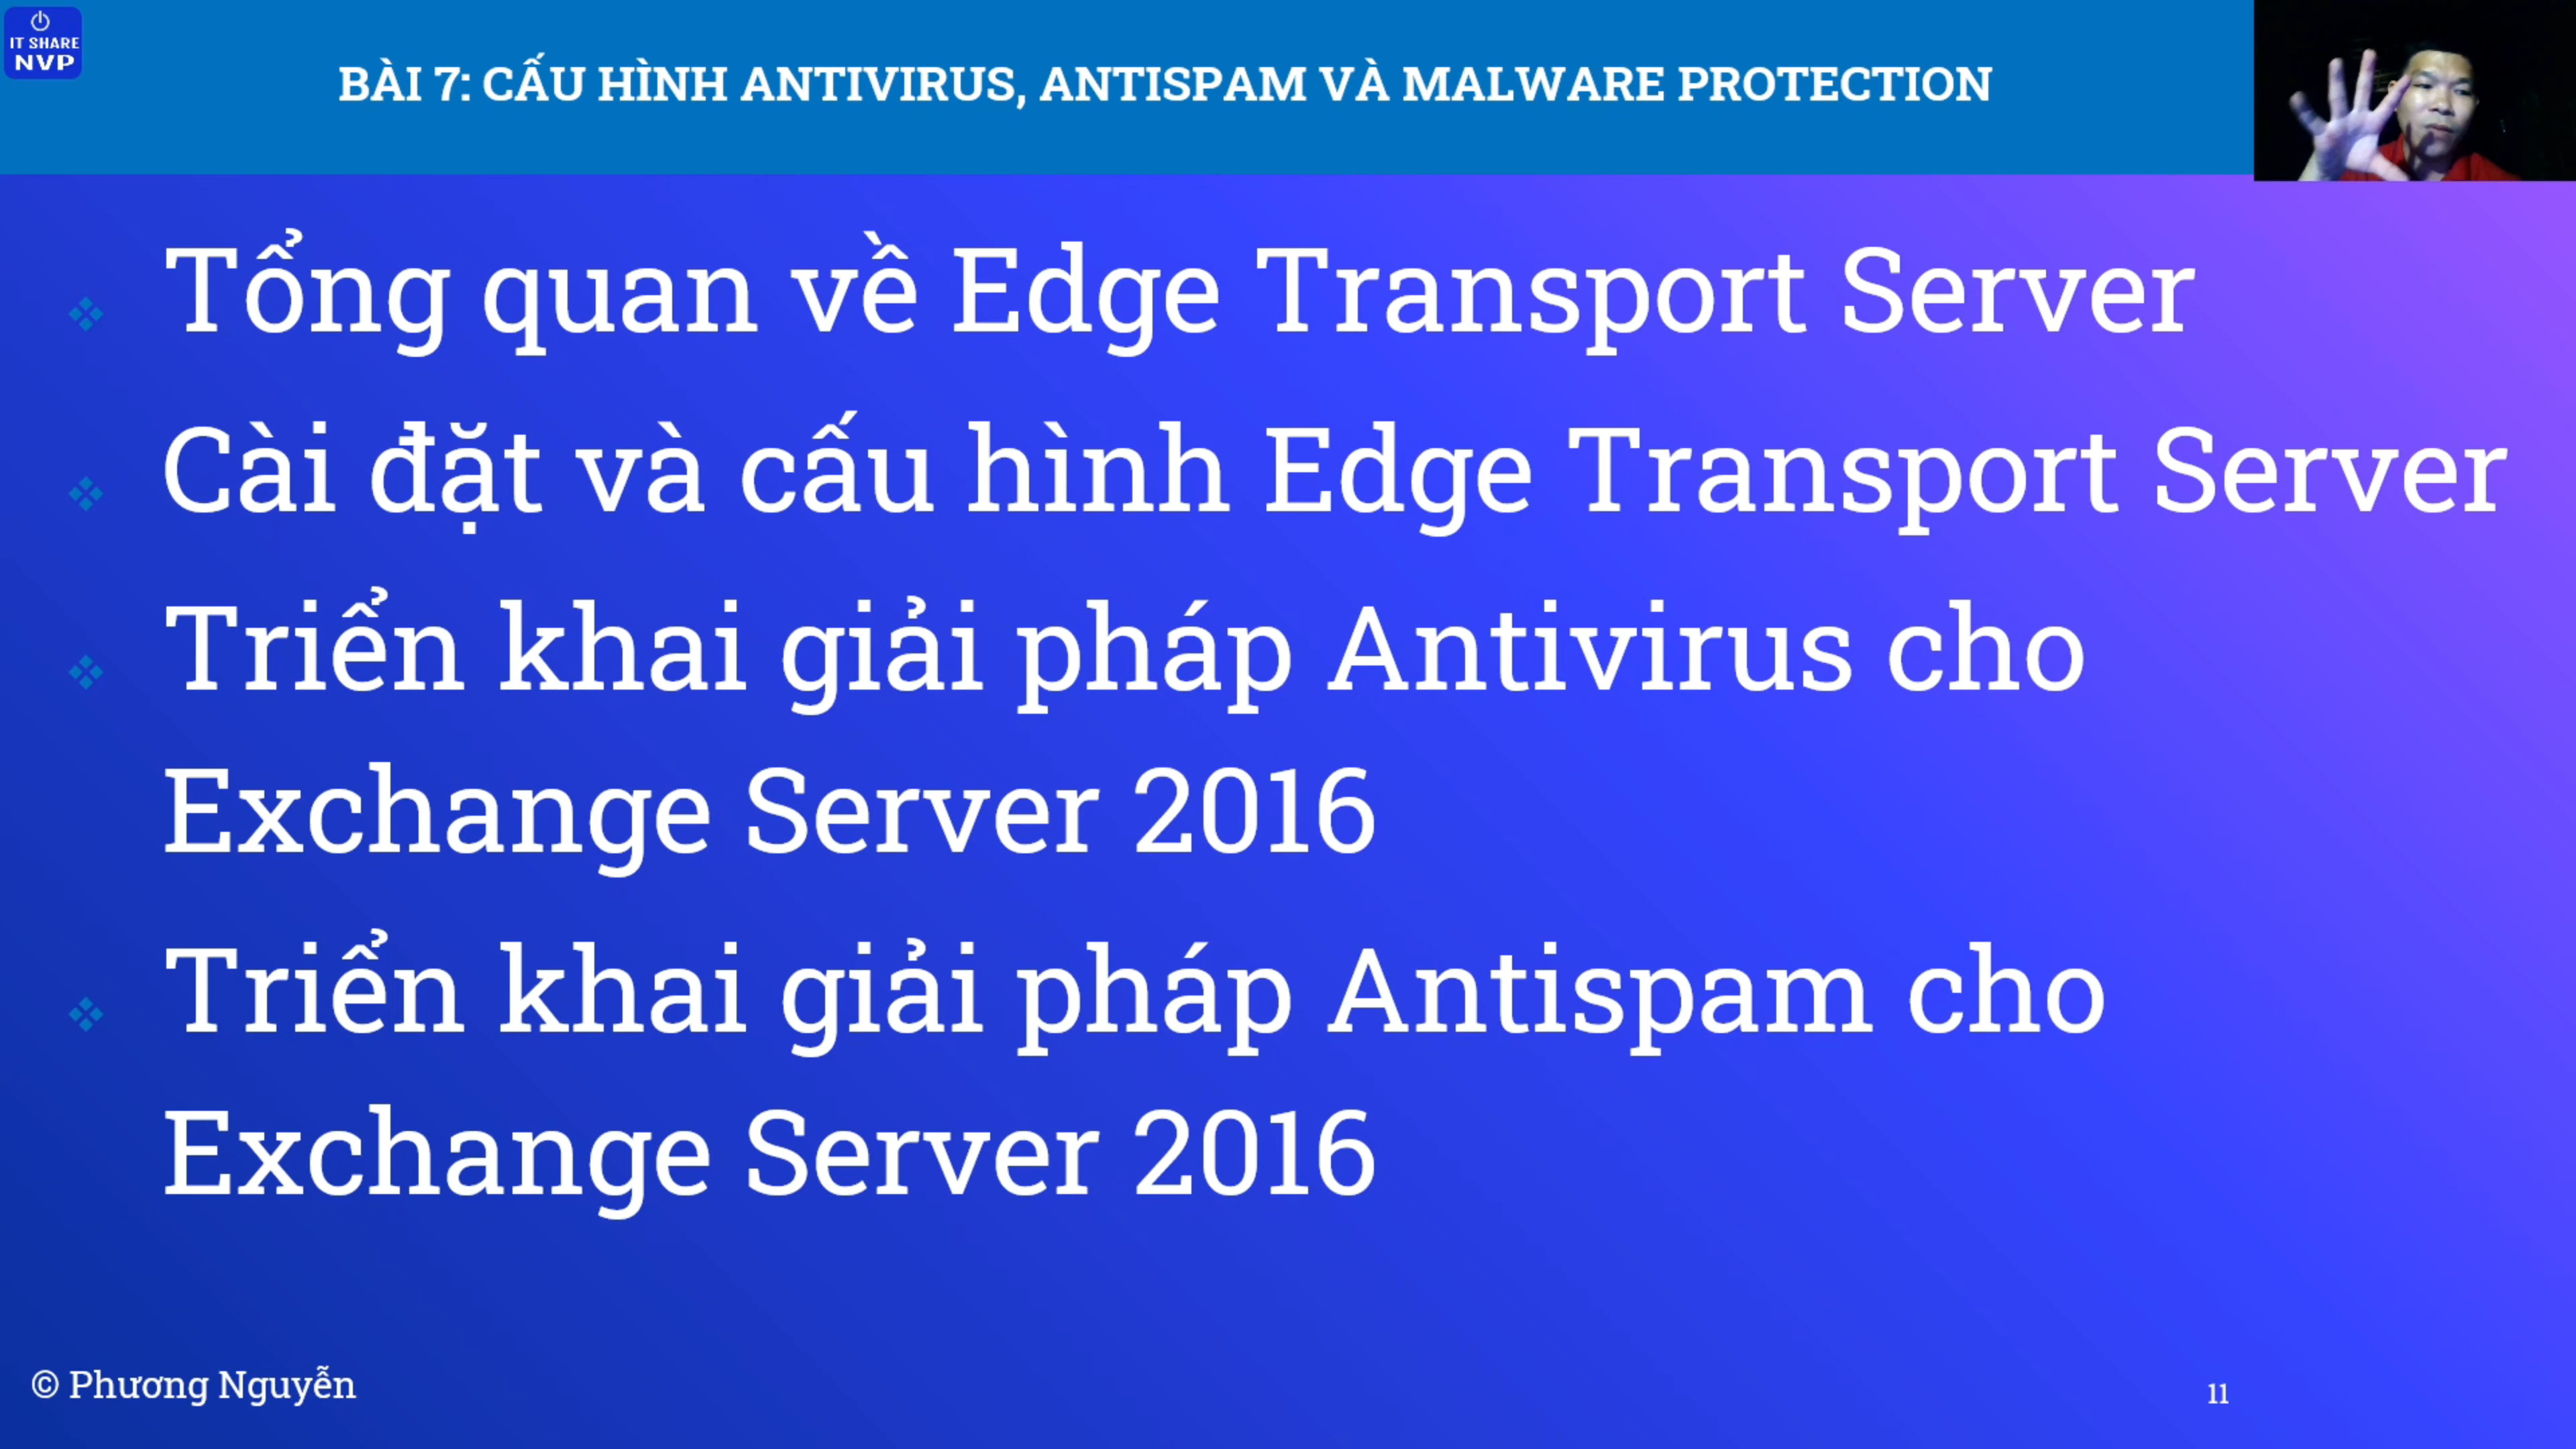 IT SHARE
NVP
BÀI 7: CẤU HÌNH ANTIVIRUS, ANTISPAM VÀ MALWARE PROTECTION
Tổng quan về Edge Transport Server
Cài đặt và cấu hình Edge Transport Server
Triển khai giải pháp Antivirus cho
Exchange Server 2016
Triển khai giải pháp Antispam cho
Exchange Server 2016
© Phương Nguyễn
11